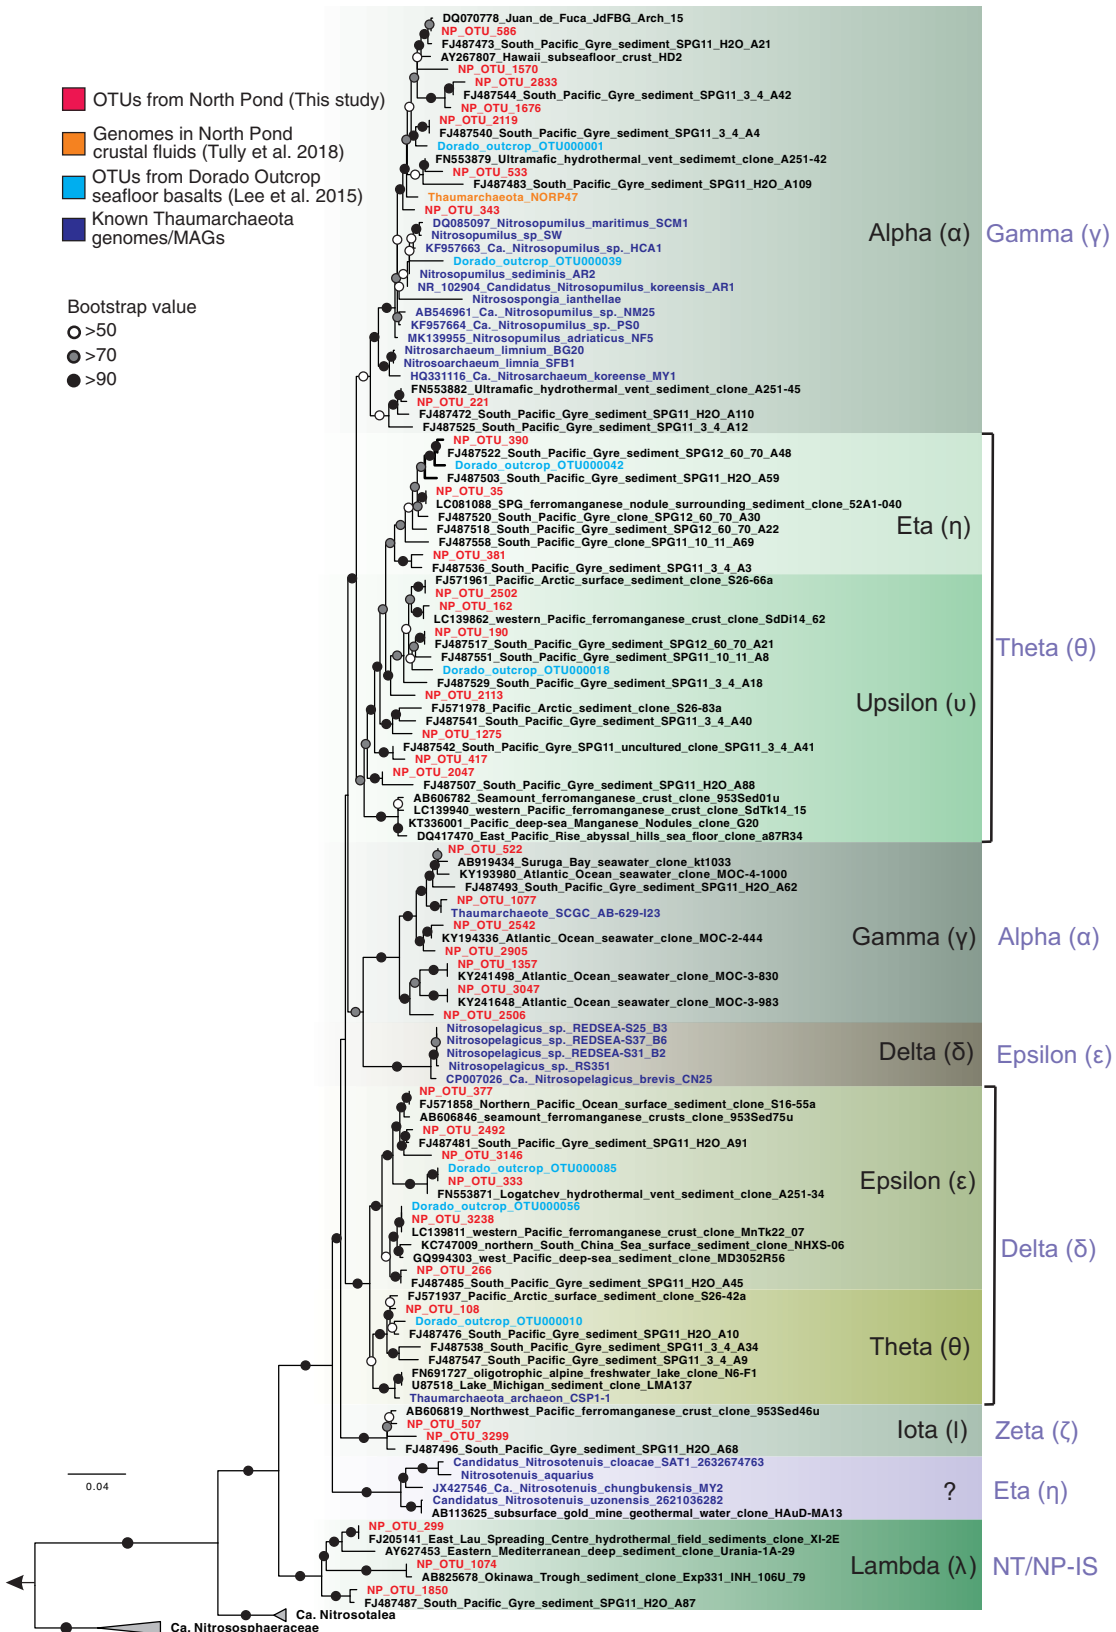 DQ070778_Juan_de_Fuca_JdFBG_Arch_15
NP_OTU_586
FJ487473_South_Pacific_Gyre_sediment_SPG11_H2O_A21
AY267807_Hawaii_subseafloor_crust_HD2
NP_OTU_1570
NP_OTU_2833
FJ487544_South_Pacific_Gyre_sediment_SPG11_3_4_A42
NP_OTU_1676
NP_OTU_2119
FJ487540_South_Pacific_Gyre_sediment_SPG11_3_4_A4
Dorado_outcrop_OTU000001
FN553879_Ultramafic_hydrothermal_vent_sedimemt_clone_A251-42
NP_OTU_533
FJ487483_South_Pacific_Gyre_sediment_SPG11_H2O_A109
Thaumarchaeota_NORP47
NP_OTU_343
DQ085097_Nitrosopumilus_maritimus_SCM1
Nitrosopumilus_sp_SW
KF957663_Ca._Nitrosopumilus_sp._HCA1
Dorado_outcrop_OTU000039
Nitrosopumilus_sediminis_AR2
NR_102904_Candidatus_Nitrosopumilus_koreensis_AR1
Nitrosospongia_ianthellae
AB546961_Ca._Nitrosopumilus_sp._NM25
KF957664_Ca._Nitrosopumilus_sp._PS0
MK139955_Nitrosopumilus_adriaticus_NF5
Nitrosarchaeum_limnium_BG20
Nitrosoarchaeum_limnia_SFB1
HQ331116_Ca._Nitrosarchaeum_koreense_MY1
FN553882_Ultramafic_hydrothermal_vent_sediment_clone_A251-45
NP_OTU_221
FJ487472_South_Pacific_Gyre_sediment_SPG11_H2O_A110
FJ487525_South_Pacific_Gyre_sediment_SPG11_3_4_A12
Alpha (α)
Gamma (γ)
OTUs from North Pond (This study)
Genomes in North Pond
crustal fluids (Tully et al. 2018)
OTUs from Dorado Outcrop
seafloor basalts (Lee et al. 2015)
Known Thaumarchaeota
genomes/MAGs
Bootstrap value
>50
>70
>90
NP_OTU_390
FJ487522_South_Pacific_Gyre_sediment_SPG12_60_70_A48
Dorado_outcrop_OTU000042
FJ487503_South_Pacific_Gyre_sediment_SPG11_H2O_A59
NP_OTU_35
LC081088_SPG_ferromanganese_nodule_surrounding_sediment_clone_52A1-040
FJ487520_South_Pacific_Gyre_clone_SPG12_60_70_A30
FJ487518_South_Pacific_Gyre_sediment_SPG12_60_70_A22
FJ487558_South_Pacific_Gyre_clone_SPG11_10_11_A69
NP_OTU_381
FJ487536_South_Pacific_Gyre_sediment_SPG11_3_4_A3
Eta (η)
FJ571961_Pacific_Arctic_surface_sediment_clone_S26-66a
NP_OTU_2502
NP_OTU_162
LC139862_western_Pacific_ferromanganese_crust_clone_SdDi14_62
NP_OTU_190
FJ487517_South_Pacific_Gyre_sediment_SPG12_60_70_A21
FJ487551_South_Pacific_Gyre_sediment_SPG11_10_11_A8
Dorado_outcrop_OTU000018
FJ487529_South_Pacific_Gyre_sediment_SPG11_3_4_A18
NP_OTU_2113
FJ571978_Pacific_Arctic_sediment_clone_S26-83a
FJ487541_South_Pacific_Gyre_sediment_SPG11_3_4_A40
NP_OTU_1275
FJ487542_South_Pacific_Gyre_SPG11_uncultured_clone_SPG11_3_4_A41
NP_OTU_417
NP_OTU_2047
FJ487507_South_Pacific_Gyre_sediment_SPG11_H2O_A88
AB606782_Seamount_ferromanganese_crust_clone_953Sed01u
LC139940_western_Pacific_ferromanganese_crust_clone_SdTk14_15
KT336001_Pacific_deep-sea_Manganese_Nodules_clone_G20
DQ417470_East_Pacific_Rise_abyssal_hills_sea_floor_clone_a87R34
Upsilon (υ)
Theta (θ)
NP_OTU_522
AB919434_Suruga_Bay_seawater_clone_kt1033
KY193980_Atlantic_Ocean_seawater_clone_MOC-4-1000
FJ487493_South_Pacific_Gyre_sediment_SPG11_H2O_A62
NP_OTU_1077
Thaumarchaeote_SCGC_AB-629-I23
NP_OTU_2542
KY194336_Atlantic_Ocean_seawater_clone_MOC-2-444
NP_OTU_2905
NP_OTU_1357
KY241498_Atlantic_Ocean_seawater_clone_MOC-3-830
NP_OTU_3047
KY241648_Atlantic_Ocean_seawater_clone_MOC-3-983
NP_OTU_2506
Gamma (γ)
Alpha (α)
Nitrosopelagicus_sp._REDSEA-S25_B3
Nitrosopelagicus_sp._REDSEA-S37_B6
Nitrosopelagicus_sp._REDSEA-S31_B2
Nitrosopelagicus_sp._RS351
CP007026_Ca._Nitrosopelagicus_brevis_CN25
Delta (δ)
Epsilon (ε)
NP_OTU_377
FJ571858_Northern_Pacific_Ocean_surface_sediment_clone_S16-55a
AB606846_seamount_ferromanganese_crusts_clone_953Sed75u
NP_OTU_2492
FJ487481_South_Pacific_Gyre_sediment_SPG11_H2O_A91
NP_OTU_3146
Dorado_outcrop_OTU000085
NP_OTU_333
FN553871_Logatchev_hydrothermal_vent_sediment_clone_A251-34
Dorado_outcrop_OTU000056
NP_OTU_3238
LC139811_western_Pacific_ferromanganese_crust_clone_MnTk22_07
KC747009_northern_South_China_Sea_surface_sediment_clone_NHXS-06
GQ994303_west_Pacific_deep-sea_sediment_clone_MD3052R56
NP_OTU_266
FJ487485_South_Pacific_Gyre_sediment_SPG11_H2O_A45
Epsilon (ε)
Delta (δ)
FJ571937_Pacific_Arctic_surface_sediment_clone_S26-42a
NP_OTU_108
Dorado_outcrop_OTU000010
FJ487476_South_Pacific_Gyre_sediment_SPG11_H2O_A10
FJ487538_South_Pacific_Gyre_sediment_SPG11_3_4_A34
FJ487547_South_Pacific_Gyre_sediment_SPG11_3_4_A9
FN691727_oligotrophic_alpine_freshwater_lake_clone_N6-F1
U87518_Lake_Michigan_sediment_clone_LMA137
Thaumarchaeota_archaeon_CSP1-1
Theta (θ)
AB606819_Northwest_Pacific_ferromanganese_crust_clone_953Sed46u
NP_OTU_507
NP_OTU_3299
FJ487496_South_Pacific_Gyre_sediment_SPG11_H2O_A68
Iota (I)
Zeta (ζ)
Candidatus_Nitrosotenuis_cloacae_SAT1_2632674763
Nitrosotenuis_aquarius
JX427546_Ca._Nitrosotenuis_chungbukensis_MY2
Candidatus_Nitrosotenuis_uzonensis_2621036282
AB113625_subsurface_gold_mine_geothermal_water_clone_HAuD-MA13
?
Eta (η)
0.04
NP_OTU_299
FJ205141_East_Lau_Spreading_Centre_hydrothermal_field_sediments_clone_XI-2E
AY627453_Eastern_Mediterranean_deep_sediment_clone_Urania-1A-29
NP_OTU_1074
AB825678_Okinawa_Trough_sediment_clone_Exp331_INH_106U_79
NP_OTU_1850
FJ487487_South_Pacific_Gyre_sediment_SPG11_H2O_A87
Lambda (λ)
NT/NP-IS
Ca. Nitrosotalea
Ca. Nitrososphaeraceae